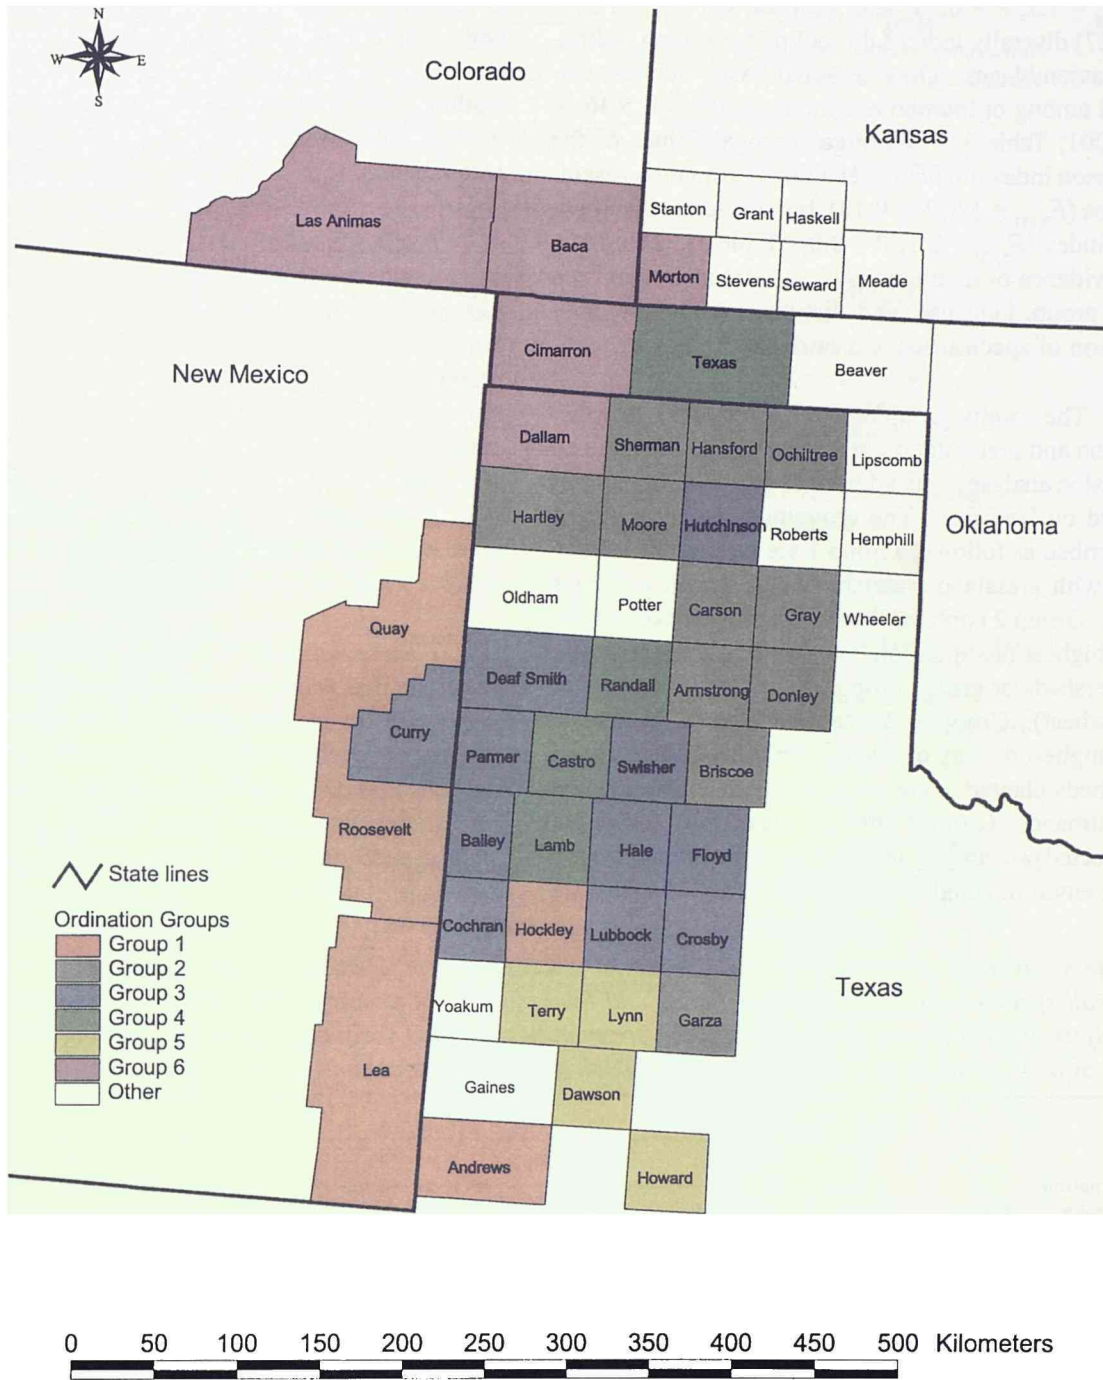 N
W E
S
Colorado
Kansas
Las Animas
Baca
Stanton
Grant
Haskell
Morton
Stevens
Seward
Meade
New Mexico
Cimarron
Texas
Beaver
Dallam
Sherman
Hansford
Ochiltree
Lipscomb
Hartley
Moore
Hutchinson
Roberts
Hemphill
Oklahoma
Oldham
Potter
Carson
Gray
Wheeler
Quay
Deaf Smith
Randall
Armstrong
Donley
Curry
Parmer
Castro
Swisher
Briscoe
Roosevelt
Bailey
Lamb
Hale
Floyd
Cochran
Hockley
Lubbock
Crosby
State lines
Ordination Groups
Group 1
Group 2
Group 3
Group 4
Group 5
Group 6
Other
Texas
Yoakum
Terry
Lynn
Garza
Lea
Gaines
Dawson
Andrews
Howard
0 50 100 150 200 250 300 350 400 450 500 Kilometers